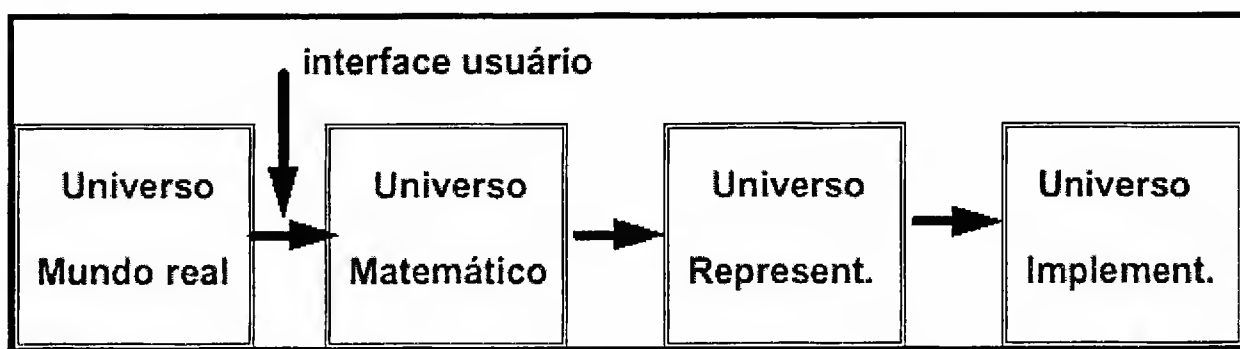 interface usuário
Universo
Mundo real
Universo
Matemático
Universo
Represent.
Universo
Implement.